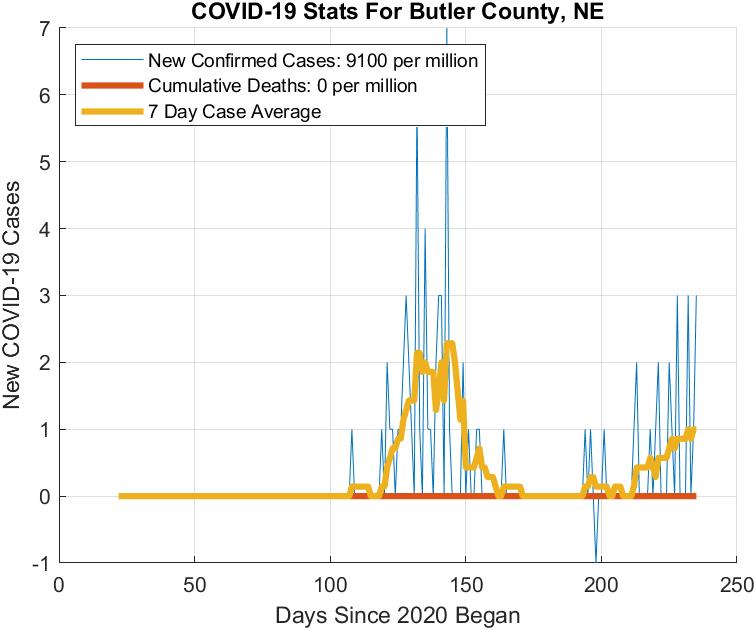 COVID-19 Stats For Butler County, NE
New Confirmed Cases: 9100 per million
Cumulative Deaths: 0 per million
7 Day Case Average
New COVID-19 Cases
7
6
5
4
3
2
1
0
-1
0 50 100 150 200 250
Days Since 2020 Began